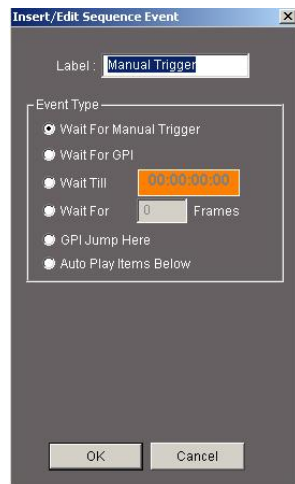 Insert/Edit Sequence Event
Label : Manual Trigger
Event Type
Wait For Manual Trigger
Wait For GPI
Wait Till 00:00:00:00
Wait For 0 Frames
GPI Jump Here
Auto Play Items Below
OK Cancel